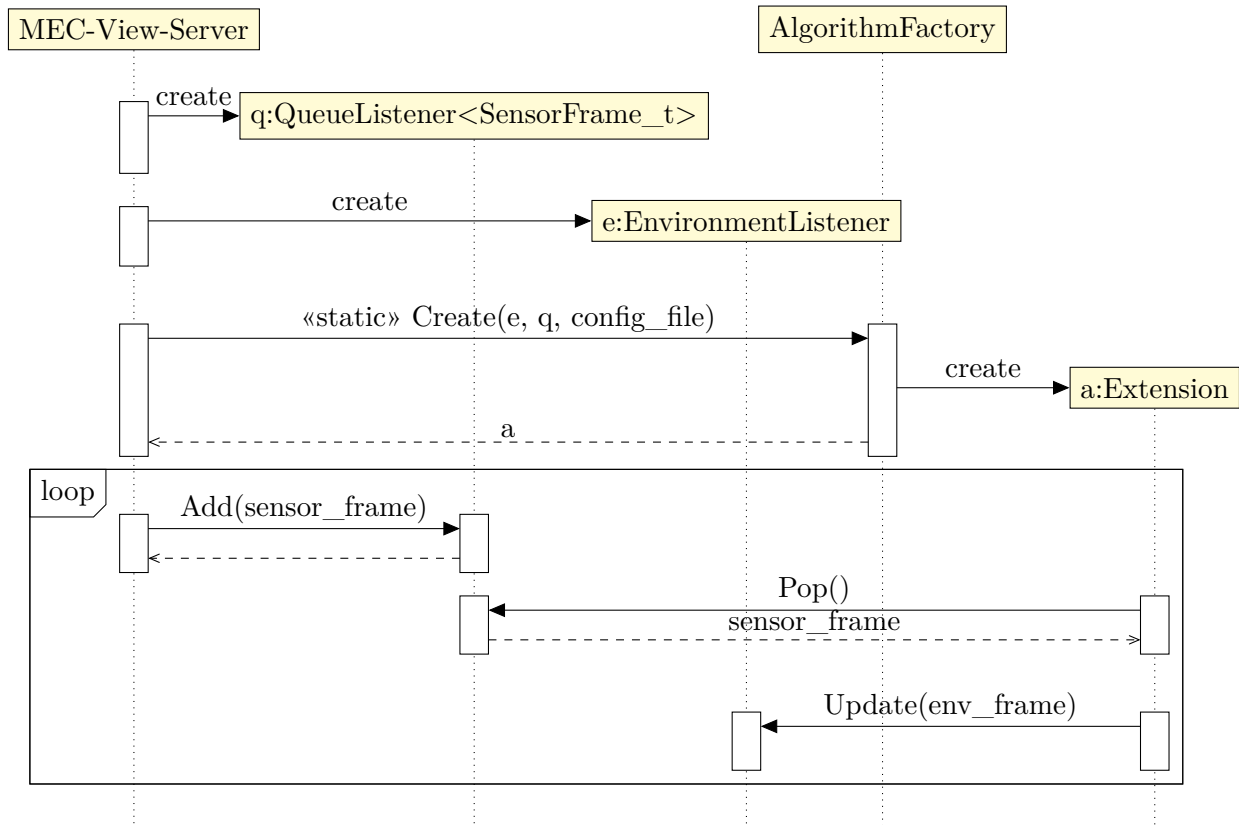 MEC-View-Server
AlgorithmFactory
create
q:QueueListener<SensorFrame_t>
create
e:EnvironmentListener
«static» Create(e, q, config_file)
create
a:Extension
a
loop
Add(sensor_frame)
Pop()
sensor_frame
Update(env_frame)